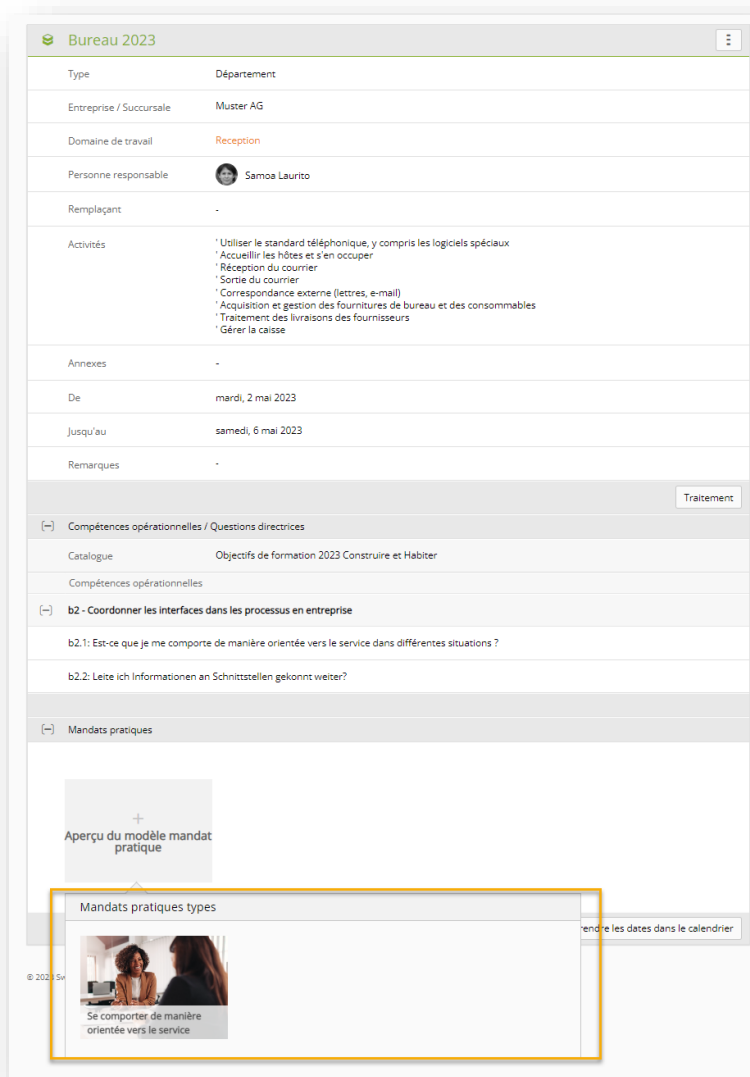 Bureau 2023
Type Département
Entreprise / Succursale Muster AG
Domaine de travail Reception
Personne responsable Samoa Laurito
Remplaçant -
Activités ' Utiliser le standard téléphonique, y compris les logiciels spéciaux
' Accueillir les hôtes et s'en occuper
' Réception du courrier
' Sortie du courrier
' Correspondance externe (lettres, e-mail)
' Acquisition et gestion des fournitures de bureau et des consommables
' Traitement des livraisons des fournisseurs
' Gérer la caisse
Annexes -
De mardi, 2 mai 2023
Jusqu'au samedi, 6 mai 2023
Remarques -
Traitement
Compétences opérationnelles / Questions directrices
Catalogue Objectifs de formation 2023 Construire et Habiter
Compétences opérationnelles
b2 - Coordonner les interfaces dans les processus en entreprise
b2.1: Est-ce que je me comporte de manière orientée vers le service dans différentes situations ?
b2.2: Leite ich Informationen an Schnittstellen gekonnt weiter?
Mandats pratiques
+
Aperçu du modèle mandat
pratique
Mandats pratiques types
les dates dans le calendrier
Se comporter de manière
orientée vers le service